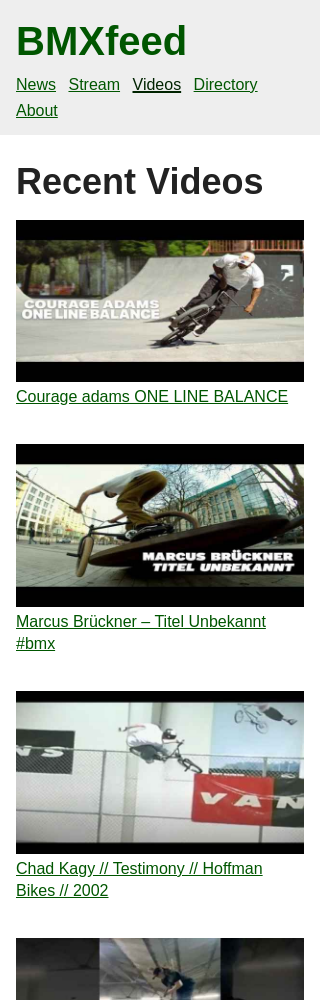 BMXfeed
News Stream Videos Directory
About
Recent Videos
COURAGE ADAMS
ONE LINE BALANCE
Courage adams ONE LINE BALANCE
MARCUS BRÜCKNER
TITEL UNBEKANNT
Marcus Brückner – Titel Unbekannt
#bmx
NS
VAN
Chad Kagy // Testimony // Hoffman
Bikes // 2002